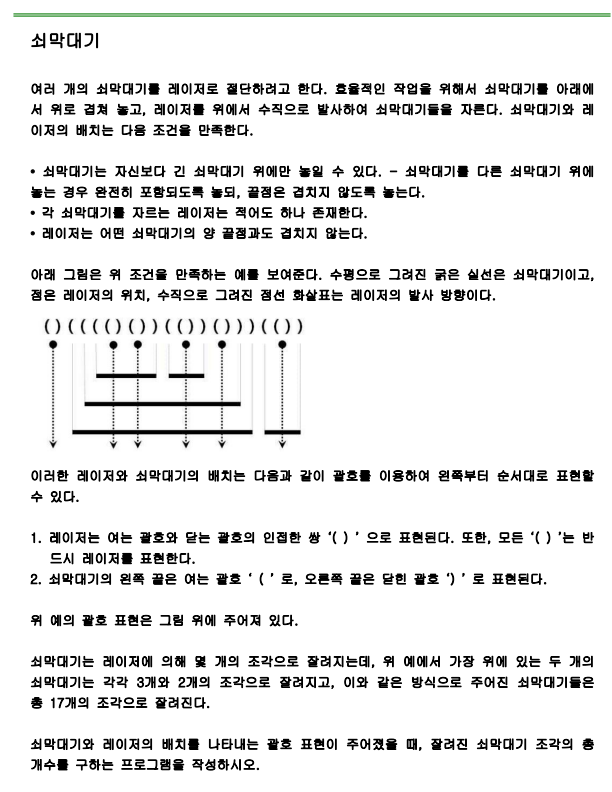 쇠막대기
여러 개의 쇠막대기를 레이저로 절단하려고 한다. 효율적인 작업을 위해서 쇠막대기를 아래에
서 위로 겹쳐 놓고, 레이저를 위에서 수직으로 발사하여 쇠막대기들을 자른다. 쇠막대기와 레
이저의 배치는 다음 조건을 만족한다.
• 쇠막대기는 자신보다 긴 쇠막대기 위에만 놓일 수 있다. - 쇠막대기를 다른 쇠막대기 위에
놓는 경우 완전히 포함되도록 놓되, 끝점은 겹치지 않도록 놓는다.
• 각 쇠막대기를 자르는 레이저는 적어도 하나 존재한다.
• 레이저는 어떤 쇠막대기의 양 끝점과도 겹치지 않는다.
아래 그림은 위 조건을 만족하는 예를 보여준다. 수평으로 그려진 굵은 실선은 쇠막대기이고,
점은 레이저의 위치, 수직으로 그려진 점선 화살표는 레이저의 발사 방향이다.
()(((()())(())()))(())
이러한 레이저와 쇠막대기의 배치는 다음과 같이 괄호를 이용하여 왼쪽부터 순서대로 표현할
수 있다.
1. 레이저는 여는 괄호와 닫는 괄호의 인접한 쌍 ‘( ) ’ 으로 표현된다. 또한, 모든 ‘( ) ’는 반
드시 레이저를 표현한다.
2. 쇠막대기의 왼쪽 끝은 여는 괄호 ‘ ( ’ 로, 오른쪽 끝은 닫힌 괄호 ‘) ’ 로 표현된다.
위 예의 괄호 표현은 그림 위에 주어져 있다.
쇠막대기는 레이저에 의해 몇 개의 조각으로 잘려지는데, 위 예에서 가장 위에 있는 두 개의
쇠막대기는 각각 3개와 2개의 조각으로 잘려지고, 이와 같은 방식으로 주어진 쇠막대기들은
총 17개의 조각으로 잘려진다.
쇠막대기와 레이저의 배치를 나타내는 괄호 표현이 주어졌을 때, 잘려진 쇠막대기 조각의 총
개수를 구하는 프로그램을 작성하시오.